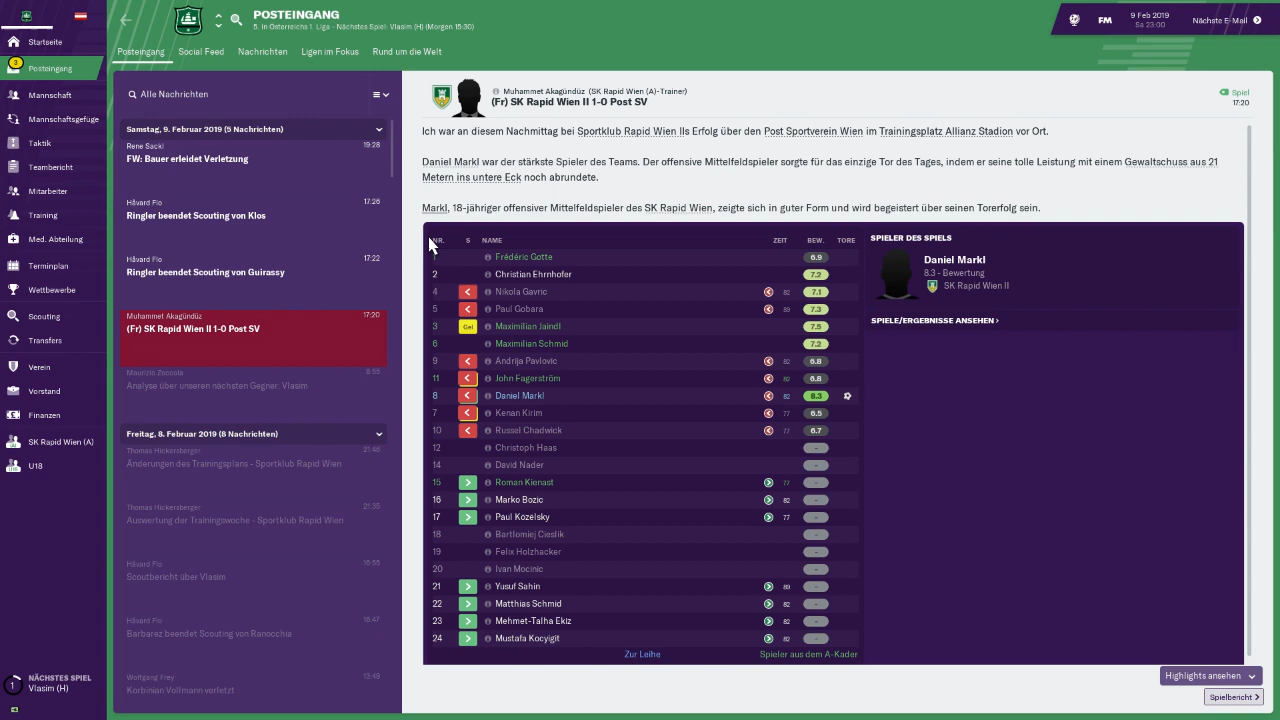 POSTEINGANG
5. in Österreichs 1. Liga - Nächstes Spiel: Vlasim (H) (Morgen 15:30)
FM
9 Feb 2019
Sa 23:00
Nächste E-Mail
Posteingang
Social Feed
Nachrichten
Ligen im Fokus
Rund um die Welt
Startseite
3
Posteingang
Mannschaft
Mannschaftsgefüge
Taktik
Teambericht
Mitarbeiter
Training
Med. Abteilung
Terminplan
Wettbewerbe
Scouting
Transfers
Verein
Vorstand
Finanzen
SK Rapid Wien (A)
U18
1
NÄCHSTES SPIEL
Vlasim (H)
Alle Nachrichten
Samstag, 9. Februar 2019 (5 Nachrichten)
Rene Sackl 19:28
FW: Bauer erleidet Verletzung
Håvard Flo 17:26
Ringler beendet Scouting von Klos
Håvard Flo 17:22
Ringler beendet Scouting von Guirassy
Muhammet Akagündüz 17:20
(Fr) SK Rapid Wien II 1-0 Post SV
Maurizio Zoccola 8:55
Analyse über unseren nächsten Gegner: Vlasim
Freitag, 8. Februar 2019 (8 Nachrichten)
Thomas Hickersberger 21:48
Änderungen des Trainingsplans - Sportklub Rapid Wien
Thomas Hickersberger 21:35
Auswertung der Trainingswoche - Sportklub Rapid Wien
Håvard Flo
Scoutbericht über Vlasim
Håvard Flo
Barbarez beendet Scouting von Ranocchia
Wolfgang Frey 13:49
Korbinian Vollmann verletzt
Muhammet Akagündüz (SK Rapid Wien (A)-Trainer)
(Fr) SK Rapid Wien II 1-0 Post SV
Spiel
17:20
Ich war an diesem Nachmittag bei Sportklub Rapid Wien IIs Erfolg über den Post Sportverein Wien im Trainingsplatz Allianz Stadion vor Ort.
Daniel Markl war der stärkste Spieler des Teams. Der offensive Mittelfeldspieler sorgte für das einzige Tor des Tages, indem er seine tolle Leistung mit einem Gewaltschuss aus 21
Metern ins untere Eck noch abrundete.
Markl, 18-jähriger offensiver Mittelfeldspieler des SK Rapid Wien, zeigte sich in guter Form und wird begeistert über seinen Torerfolg sein.
NR. S NAME ZEIT BEW. TORE
1 Frédéric Gotte 6.9
2 Christian Ehrnhofer 7.2
4 Nikola Gavric 82 7.1
5 Paul Gobara 89 7.3
3 Gel Maximilian Jaindl 7.5
6 Maximilian Schmid 7.2
9 Andrija Pavlovic 82 6.8
11 John Fagerström 82 6.8
8 Daniel Markl 82 8.3
7 Kenan Kirim 77 6.5
10 Russel Chadwick 77 6.7
12 Christoph Haas -
14 David Nader -
15 Roman Kienast 77 -
16 Marko Bozic 82 -
17 Paul Kozelsky 77 -
18 Bartlomiej Cieslik -
19 Felix Holzhacker -
20 Ivan Mocinic -
21 Yusuf Sahin 89 -
22 Matthias Schmid 82 -
23 Mehmet-Talha Ekiz 82 -
24 Mustafa Kocyigit 82 -
Zur Leihe
Spieler aus dem A-Kader
SPIELER DES SPIELS
Daniel Markl
8.3 - Bewertung
SK Rapid Wien II
SPIELE/ERGEBNISSE ANSEHEN >
Highlights ansehen
Spielbericht